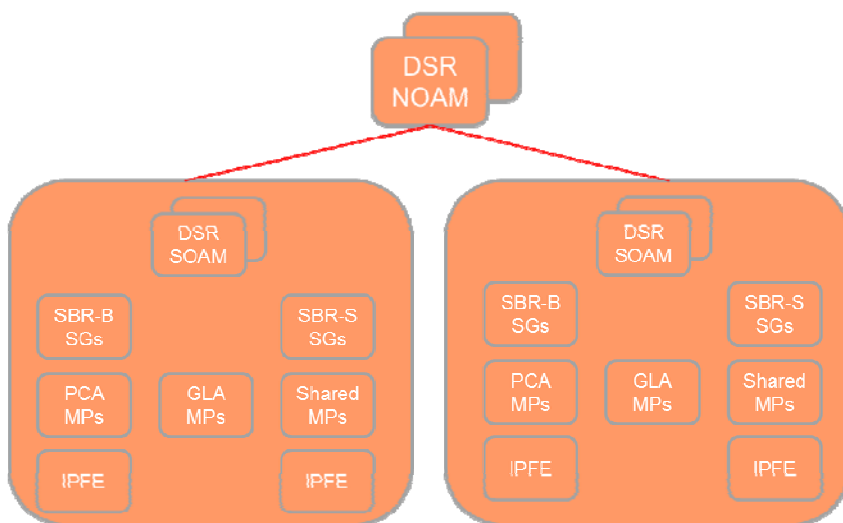 DSR
NOAM
DSR
SOAM
SBR-B
SGs
SBR-S
SGs
PCA
MPs
GLA
MPs
Shared
MPs
IPFE
IPFE
DSR
SOAM
SBR-B
SGs
SBR-S
SGs
PCA
MPs
GLA
MPs
Shared
MPs
IPFE
IPFE